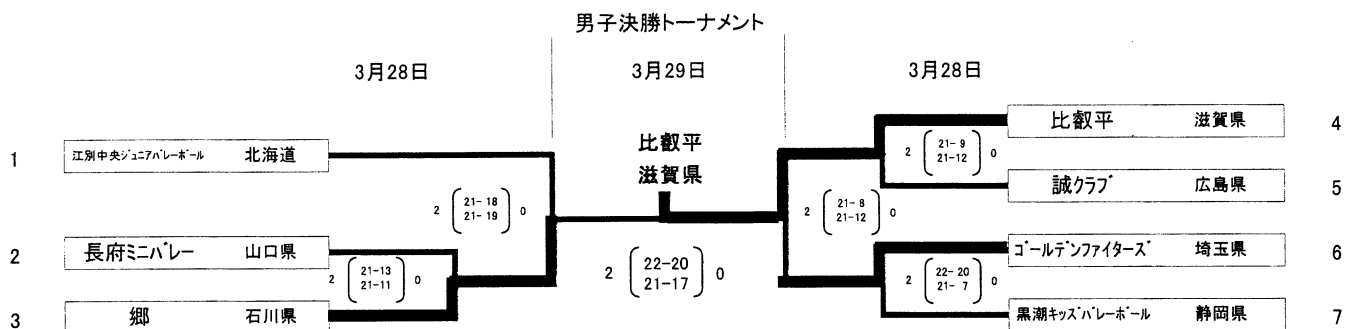 男子決勝トーナメント
3月28日
3月29日
3月28日
1 江別中央ジュニアバレーボール 北海道
2 長府ミニバレー 山口県
3 郷 石川県
2 21-13 0
21-11
2 21-18 0
21-19
比叡平
滋賀県
2 22-20 0
21-17
2 21-8 0
21-12
2 21-9 0
21-12
2 22-20 0
21-7
比叡平 滋賀県 4
誠クラブ 広島県 5
ゴールデンファイターズ 埼玉県 6
黒潮キッズバレーボール 静岡県 7